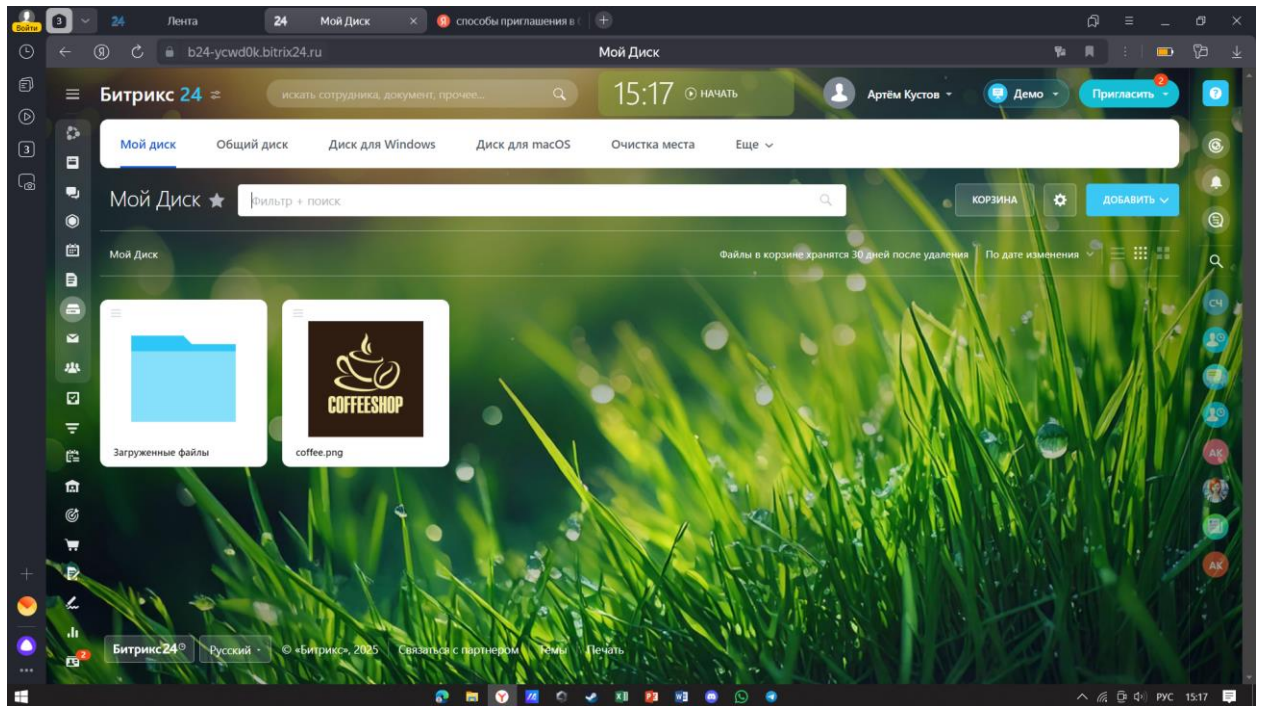 Войти
3
24 Лента
24 Мой Диск
способы приглашения в
b24-ycwd0k.bitrix24.ru
Мой Диск
Битрикс 24
искать сотрудника, документ, прочее...
15:17 НАЧАТЬ
Артём Кустов
Демо
Пригласить
2
?
Мой диск Общий диск Диск для Windows Диск для macOS Очистка места Еще
3
Мой Диск
Фильтр + поиск
КОРЗИНА
ДОБАВИТЬ
Мой Диск
Файлы в корзине хранятся 30 дней после удаления
По дате изменения
СЧ
COFFEESHOP
Загруженные файлы
coffee.png
АК
АК
Битрикс24
Русский
© «Битрикс», 2025
Связаться с партнером
Темы
Печать
2
РУС
15:17